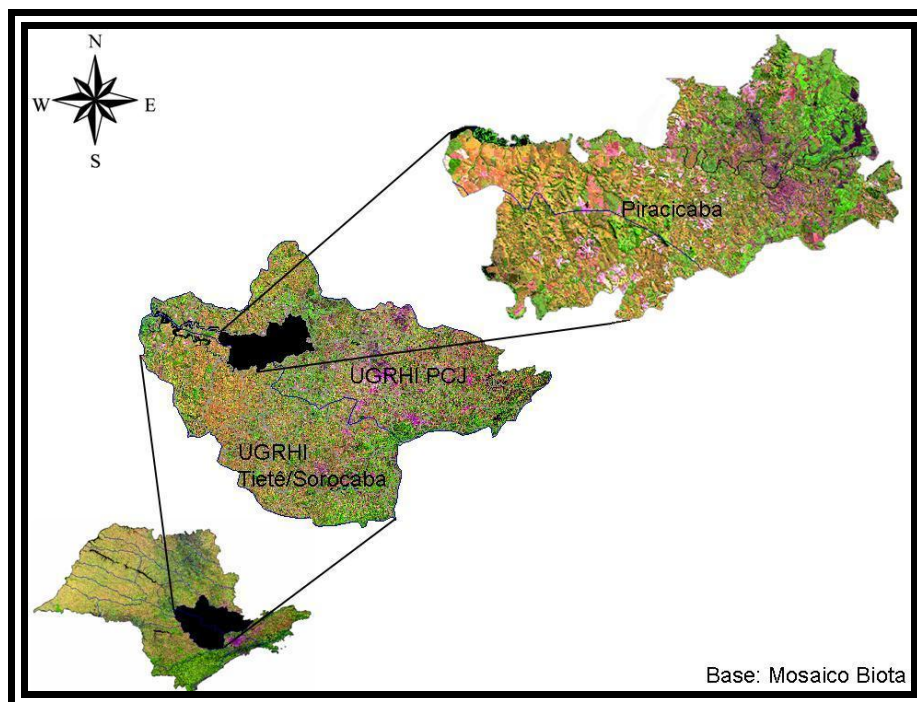 N
W E
S
Piracicaba
UGRHI PCJ
UGRHI
Tietê/Sorocaba
Base: Mosaico Biota